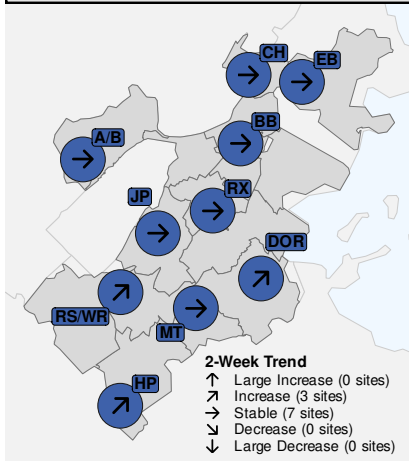 CH
EB
BB
A/B
RX
JP
DOR
RS/WR
MT
HP
2-Week Trend
↑ Large Increase (0 sites)
↗ Increase (3 sites)
→ Stable (7 sites)
↘ Decrease (0 sites)
↓ Large Decrease (0 sites)